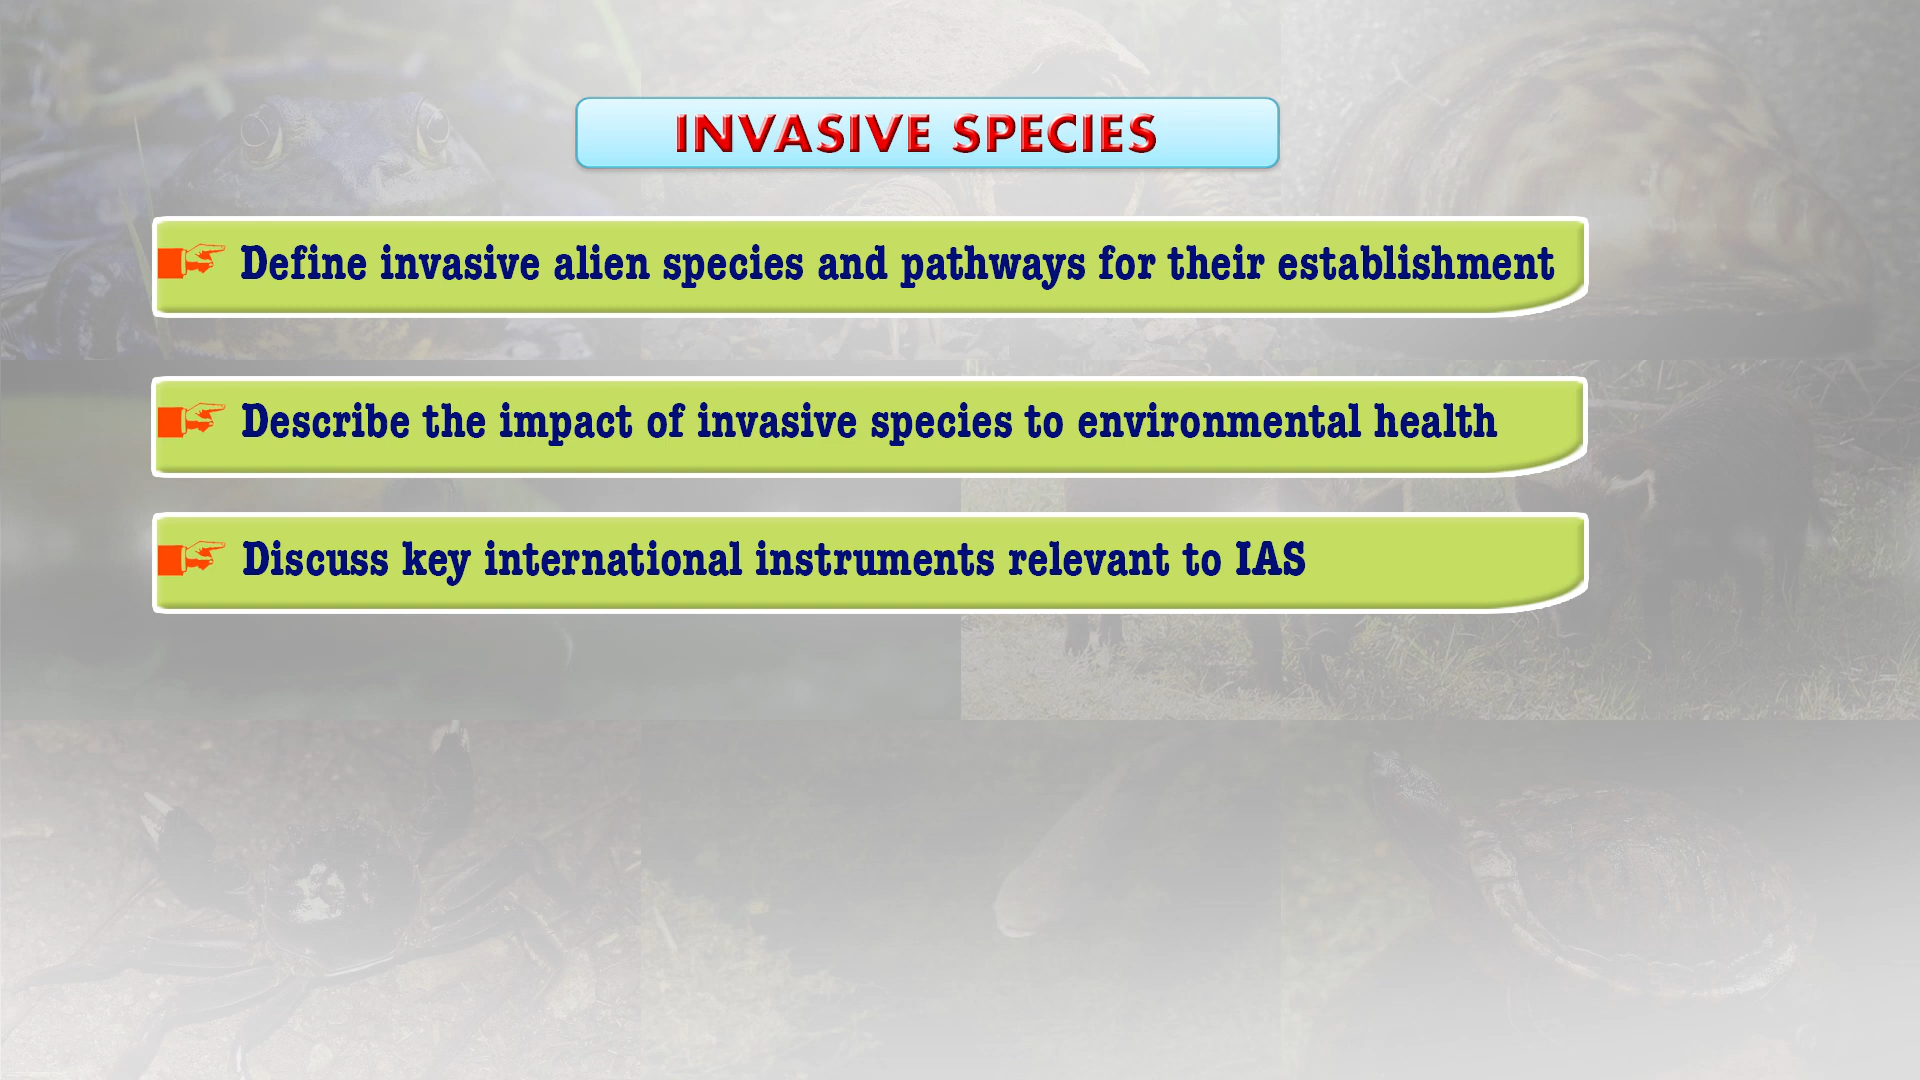 INVASIVE SPECIES
Define invasive alien species and pathways for their establishment
Describe the impact of invasive species to environmental health
Discuss key international instruments relevant to IAS